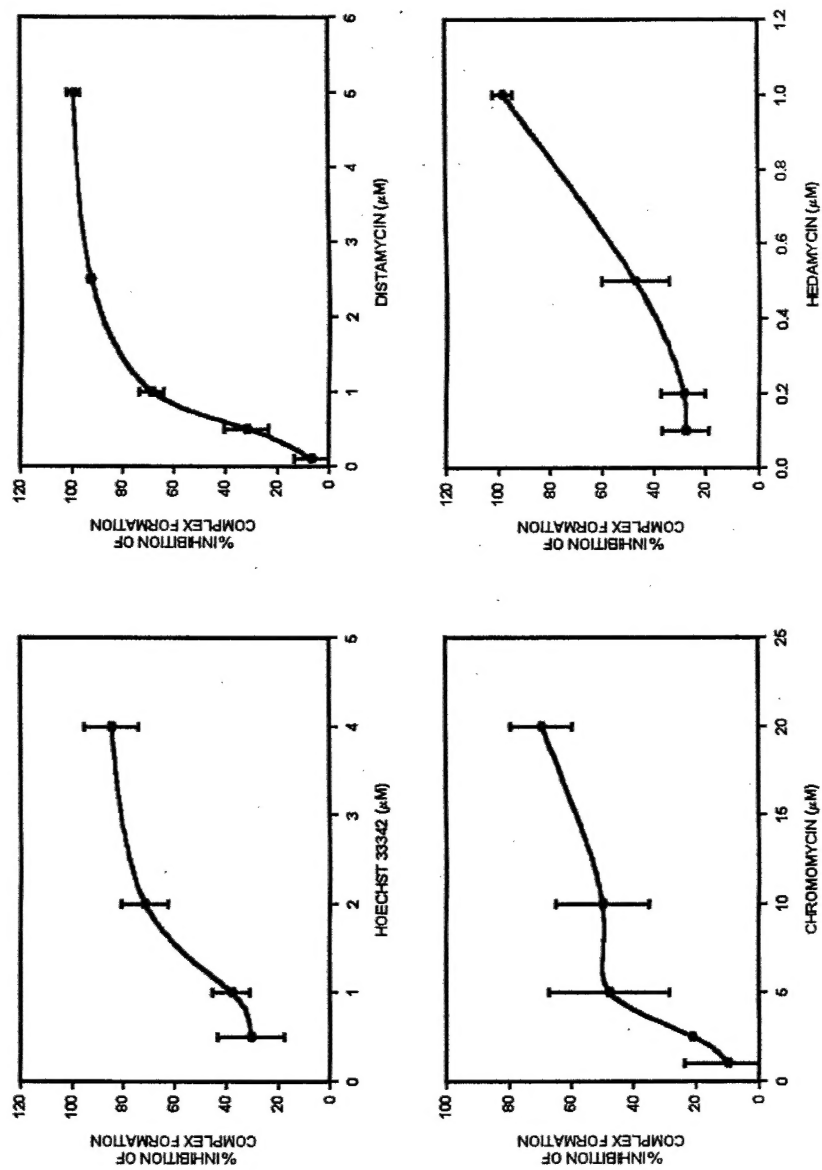 %INHIBITION OF
COMPLEX FORMATION
120
100
80
60
40
20
0
0 1 2 3 4 5
HOECHST 33342 (µM)
%INHIBITION OF
COMPLEX FORMATION
120
100
80
60
40
20
0
0 1 2 3 4 5 6
DISTAMYCIN (µM)
%INHIBITION OF
COMPLEX FORMATION
100
80
60
40
20
0
0 5 10 15 20 25
CHROMOMYCIN (µM)
%INHIBITION OF
COMPLEX FORMATION
120
100
80
60
40
20
0
0.0 0.2 0.4 0.6 0.8 1.0 1.2
HEDAMYCIN (µM)